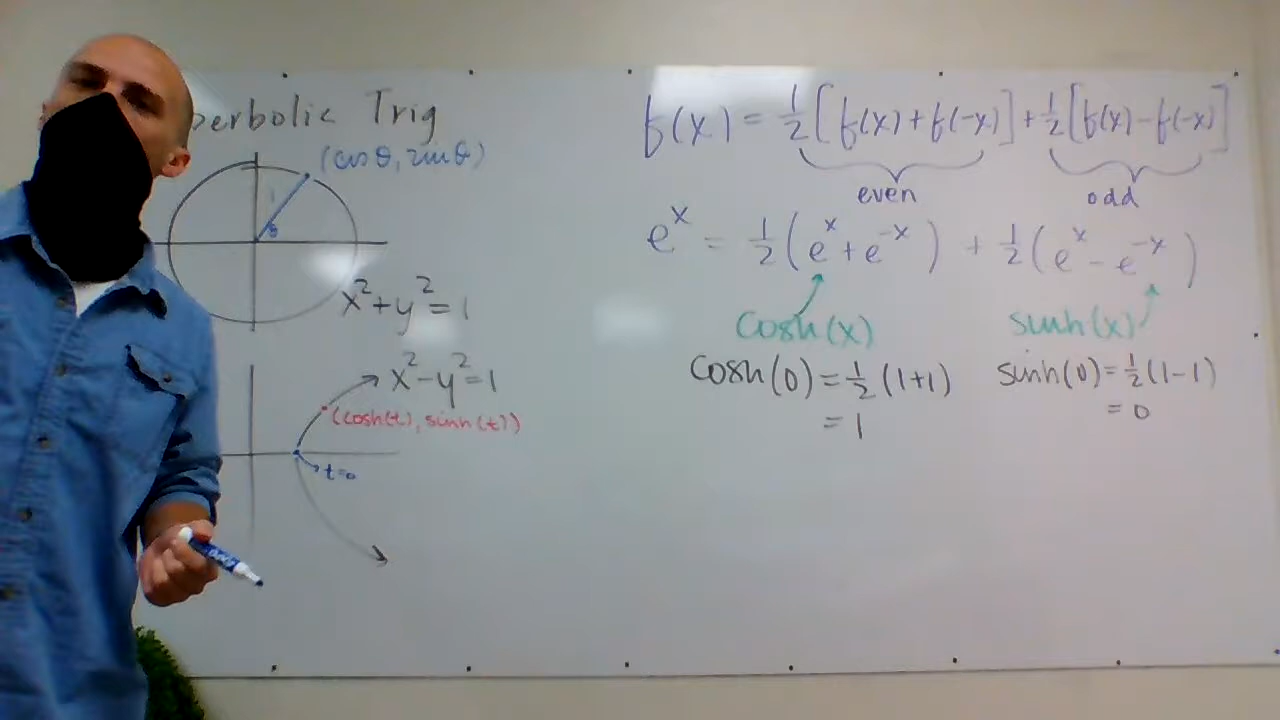 perbolic Trig
(cos θ, sin θ)
1
θ
x²+y²=1
x²-y²=1
(cosh(t), sinh(t))
t=0
f(x) = ½[f(x)+f(-x)]+½[f(x)-f(-x)]
even odd
eˣ = ½(eˣ+e⁻ˣ) + ½(eˣ-e⁻ˣ)
cosh(x) sinh(x)
cosh(0)=½(1+1) sinh(0)=½(1-1)
=1 =0